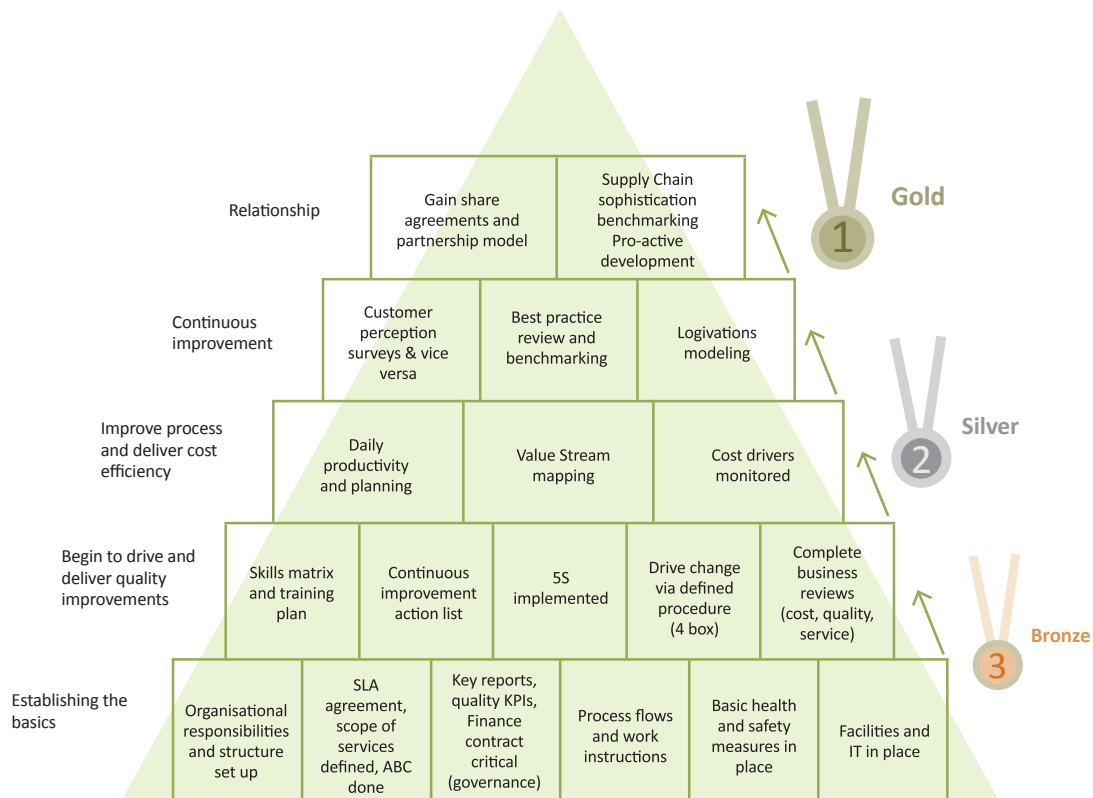 Relationship
Gain share
agreements and
partnership model
Supply Chain
sophistication
benchmarking
Pro-active
development
1
Gold
Continuous
improvement
Customer
perception
surveys & vice
versa
Best practice
review and
benchmarking
Logivations
modeling
Improve process
and deliver cost
efficiency
Daily
productivity
and planning
Value Stream
mapping
Cost drivers
monitored
2
Silver
Begin to drive and
deliver quality
improvements
Skills matrix
and training
plan
Continuous
improvement
action list
5S
implemented
Drive change
via defined
procedure
(4 box)
Complete
business
reviews
(cost, quality,
service)
3
Bronze
Establishing the
basics
Organisational
responsibilities
and structure
set up
SLA
agreement,
scope of
services
defined, ABC
done
Key reports,
quality KPIs,
Finance
contract
critical
(governance)
Process flows
and work
instructions
Basic health
and safety
measures in
place
Facilities and
IT in place